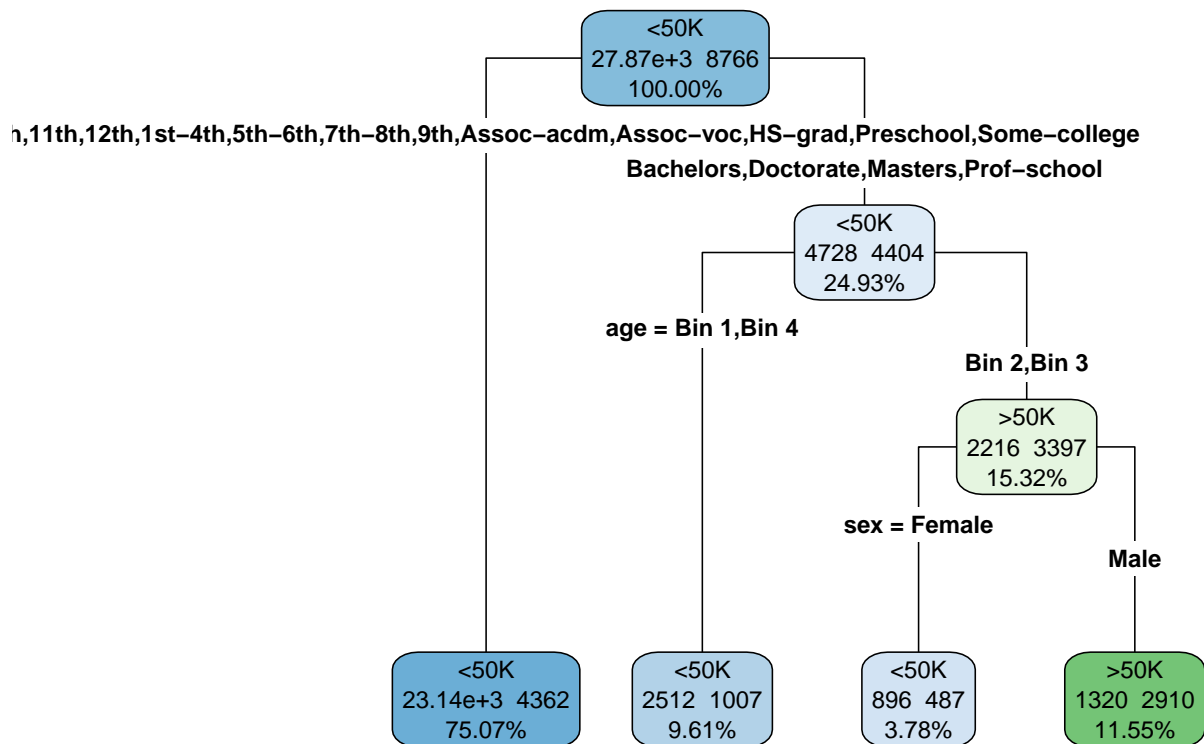 <50K
27.87e+3 8766
100.00%
,11th,12th,1st−4th,5th−6th,7th−8th,9th,Assoc−acdm,Assoc−voc,HS−grad,Preschool,Some−college
Bachelors,Doctorate,Masters,Prof−school
<50K
4728 4404
24.93%
age = Bin 1,Bin 4
Bin 2,Bin 3
>50K
2216 3397
15.32%
sex = Female
Male
<50K
23.14e+3 4362
75.07%
<50K
2512 1007
9.61%
<50K
896 487
3.78%
>50K
1320 2910
11.55%